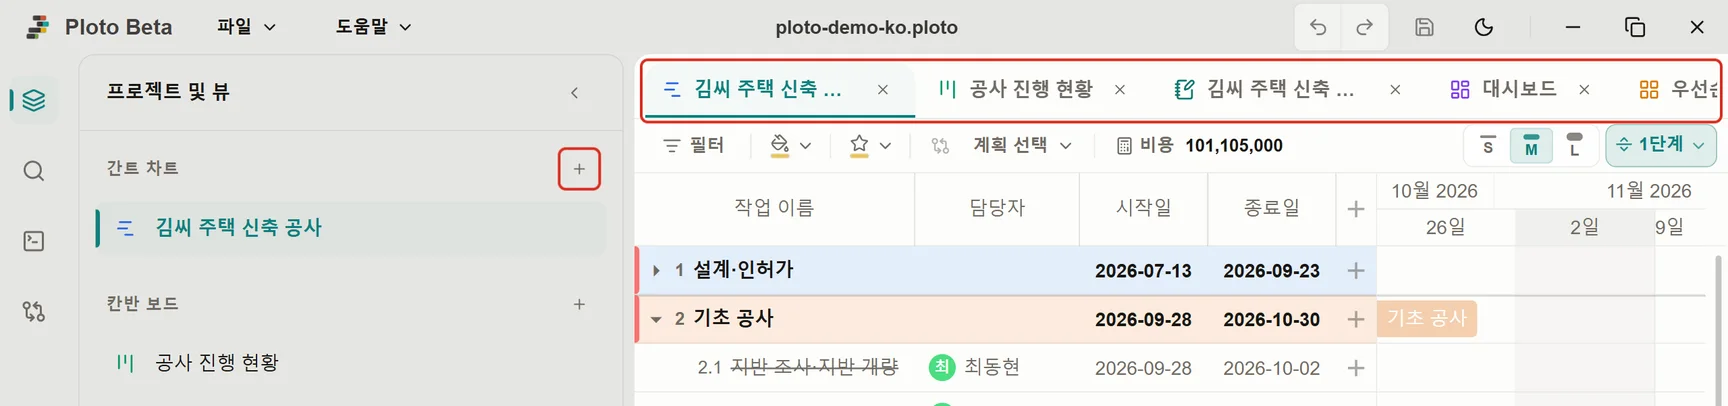 Ploto Beta 파일 도움말 ploto-demo-ko.ploto
프로젝트 및 뷰
김씨 주택 신축 ... 공사 진행 현황 김씨 주택 신축 ... 대시보드
필터 계획 선택 비용 101,105,000 S M L 1단계
간트 차트
김씨 주택 신축 공사
칸반 보드
공사 진행 현황
작업 이름 담당자 시작일 종료일 10월 2026 11월 2026
26일 2일 9일
1 설계·인허가 2026-07-13 2026-09-23
2 기초 공사 2026-09-28 2026-10-30 기초 공사
2.1 지반 조사·지반 개량 최 최동현 2026-09-28 2026-10-02